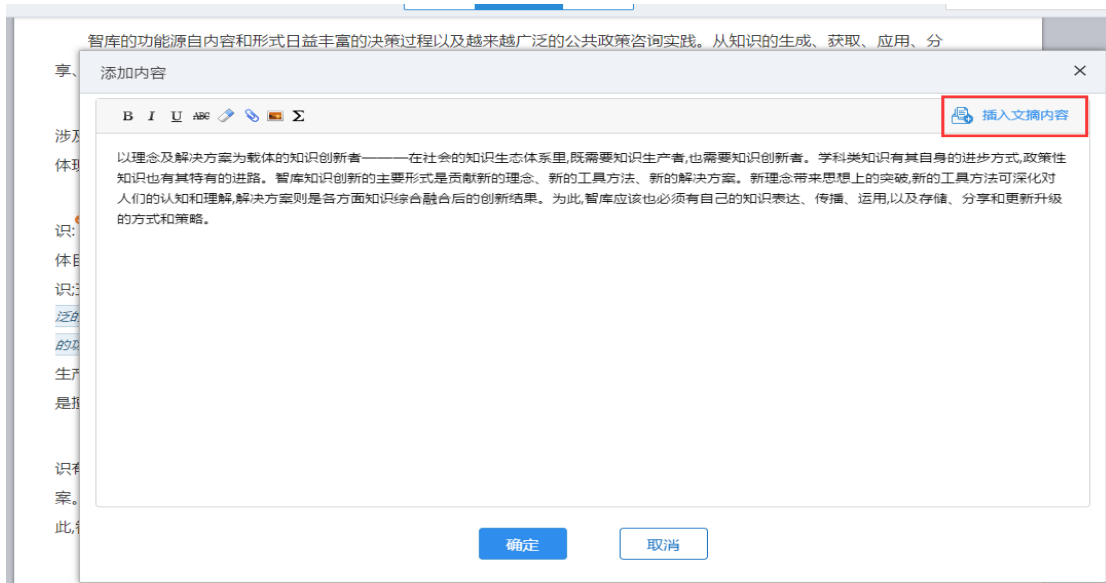 智库的功能源自内容和形式日益丰富的决策过程以及越来越广泛的公共政策咨询实践。从知识的生成、获取、应用、分
享、
添加内容
B I U ABC Σ
插入文摘内容
涉及
体现
以理念及解决方案为载体的知识创新者————在社会的知识生态体系里,既需要知识生产者,也需要知识创新者。学科类知识有其自身的进步方式,政策性
知识也有其特有的进路。智库知识创新的主要形式是贡献新的理念、新的工具方法、新的解决方案。新理念带来思想上的突破,新的工具方法可深化对
人们的认知和理解,解决方案则是各方面知识综合融合后的创新结果。为此,智库应该也必须有自己的知识表达、传播、运用,以及存储、分享和更新升级
的方式和策略。
识:
体
识;
泛的
的
生产
是
识有
案。
此,
确定
取消